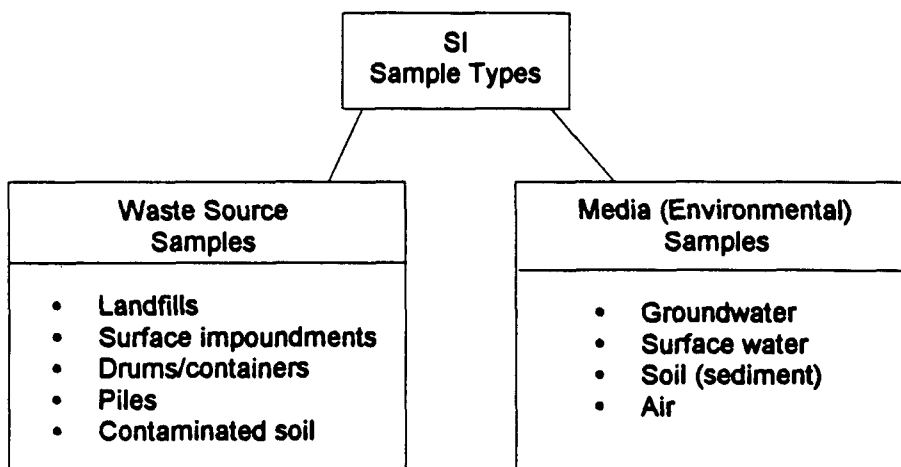 SI
Sample Types
Waste Source
Samples
• Landfills
• Surface impoundments
• Drums/containers
• Piles
• Contaminated soil
Media (Environmental)
Samples
• Groundwater
• Surface water
• Soil (sediment)
• Air